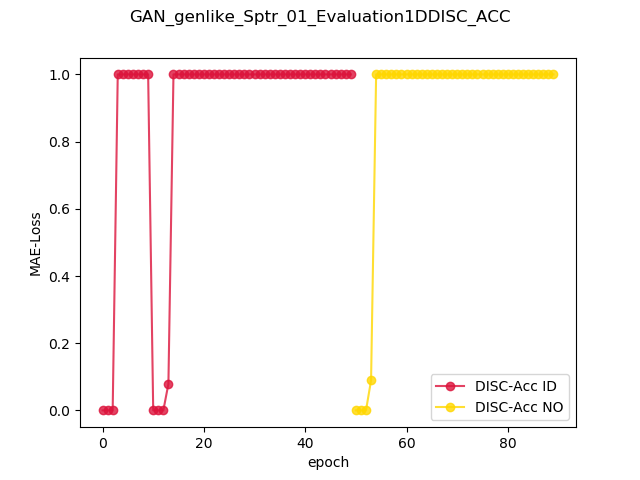 GAN_genlike_Sptr_01_Evaluation1DDISC_ACC
1.0
0.8
0.6
0.4
0.2
0.0
MAE-Loss
0 20 40 60 80
epoch
DISC-Acc ID
DISC-Acc NO